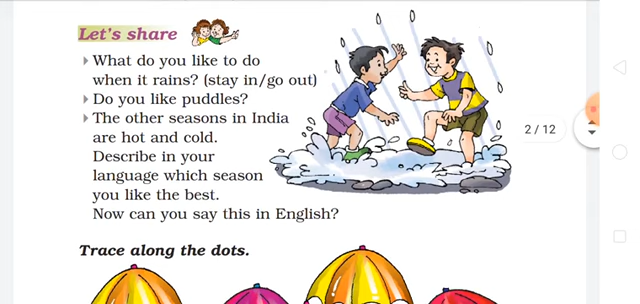 Let's share
What do you like to do
when it rains? (stay in/go out)
Do you like puddles?
The other seasons in India
are hot and cold.
Describe in your
language which season
you like the best.
Now can you say this in English?
2 / 12
Trace along the dots.